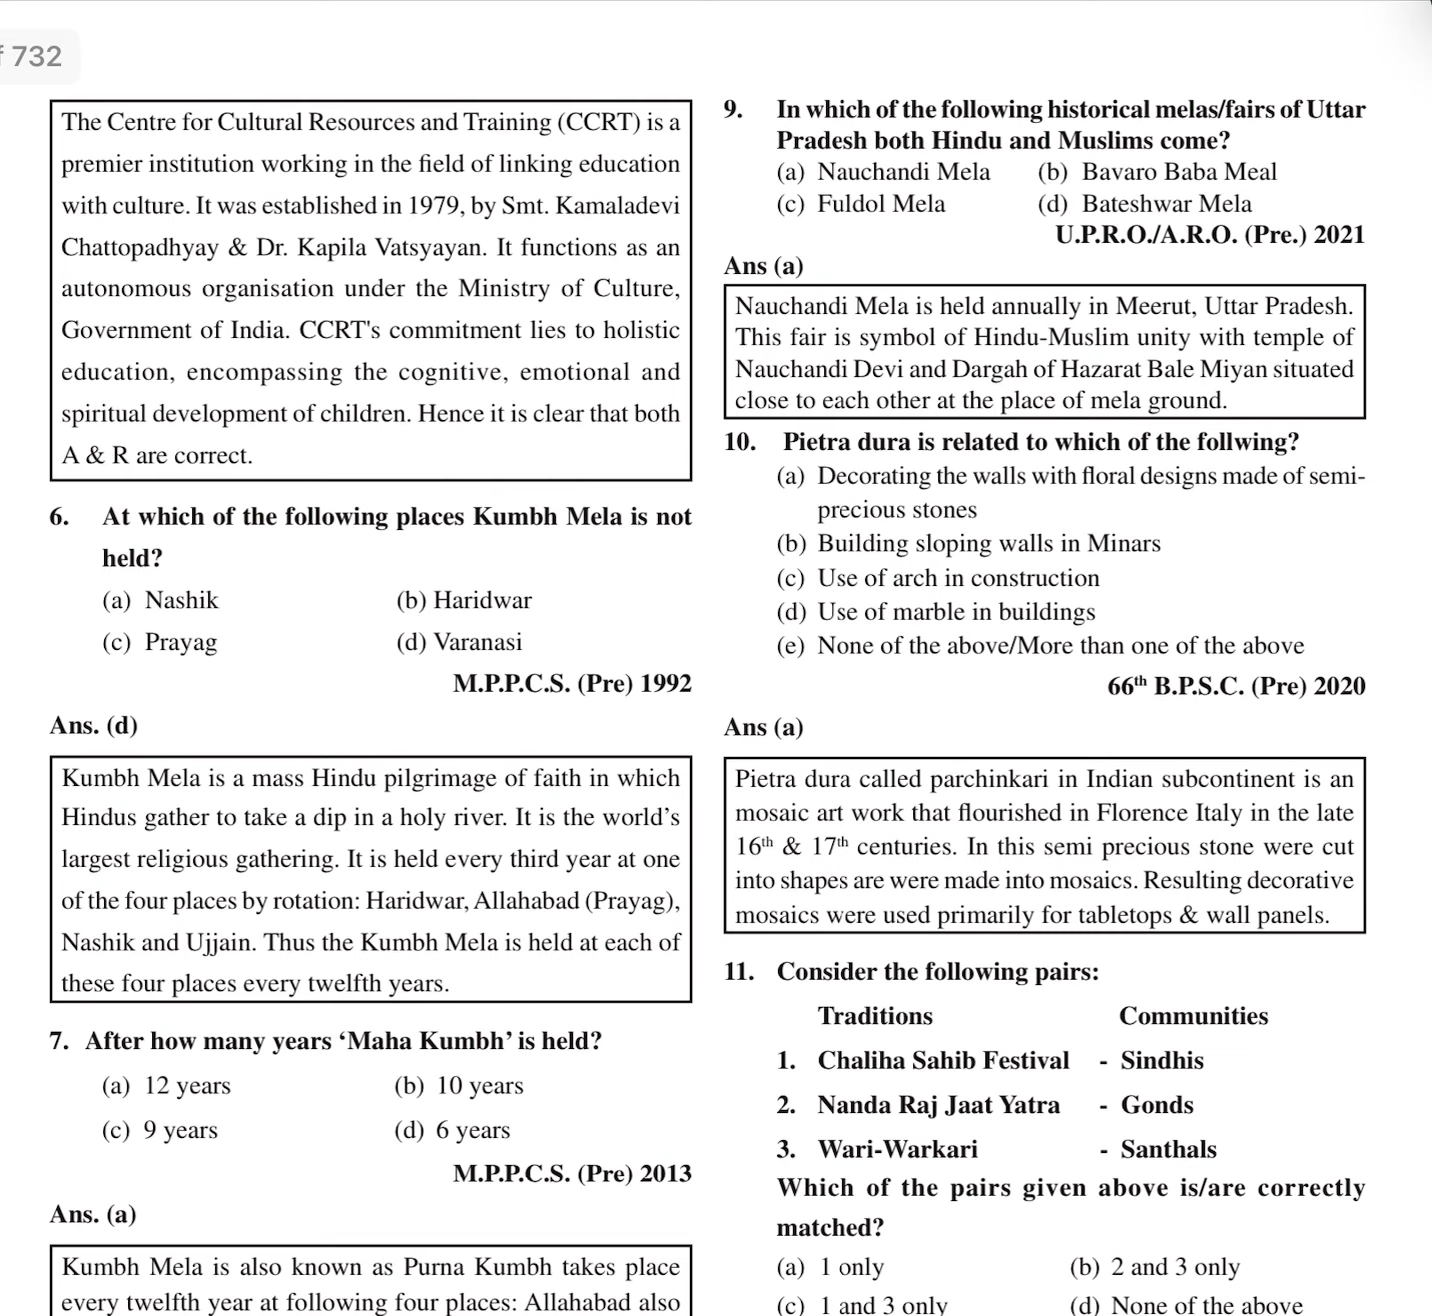 f 732
The Centre for Cultural Resources and Training (CCRT) is a
premier institution working in the field of linking education
with culture. It was established in 1979, by Smt. Kamaladevi
Chattopadhyay & Dr. Kapila Vatsyayan. It functions as an
autonomous organisation under the Ministry of Culture,
Government of India. CCRT's commitment lies to holistic
education, encompassing the cognitive, emotional and
spiritual development of children. Hence it is clear that both
A & R are correct.
6. At which of the following places Kumbh Mela is not
held?
(a) Nashik (b) Haridwar
(c) Prayag (d) Varanasi
M.P.P.C.S. (Pre) 1992
Ans. (d)
Kumbh Mela is a mass Hindu pilgrimage of faith in which
Hindus gather to take a dip in a holy river. It is the world’s
largest religious gathering. It is held every third year at one
of the four places by rotation: Haridwar, Allahabad (Prayag),
Nashik and Ujjain. Thus the Kumbh Mela is held at each of
these four places every twelfth years.
7. After how many years ‘Maha Kumbh’ is held?
(a) 12 years (b) 10 years
(c) 9 years (d) 6 years
M.P.P.C.S. (Pre) 2013
Ans. (a)
Kumbh Mela is also known as Purna Kumbh takes place
every twelfth year at following four places: Allahabad also
9. In which of the following historical melas/fairs of Uttar
Pradesh both Hindu and Muslims come?
(a) Nauchandi Mela (b) Bavaro Baba Meal
(c) Fuldol Mela (d) Bateshwar Mela
U.P.R.O./A.R.O. (Pre.) 2021
Ans (a)
Nauchandi Mela is held annually in Meerut, Uttar Pradesh.
This fair is symbol of Hindu-Muslim unity with temple of
Nauchandi Devi and Dargah of Hazarat Bale Miyan situated
close to each other at the place of mela ground.
10. Pietra dura is related to which of the follwing?
(a) Decorating the walls with floral designs made of semi-
precious stones
(b) Building sloping walls in Minars
(c) Use of arch in construction
(d) Use of marble in buildings
(e) None of the above/More than one of the above
66th B.P.S.C. (Pre) 2020
Ans (a)
Pietra dura called parchinkari in Indian subcontinent is an
mosaic art work that flourished in Florence Italy in the late
16th & 17th centuries. In this semi precious stone were cut
into shapes are were made into mosaics. Resulting decorative
mosaics were used primarily for tabletops & wall panels.
11. Consider the following pairs:
Traditions Communities
1. Chaliha Sahib Festival - Sindhis
2. Nanda Raj Jaat Yatra - Gonds
3. Wari-Warkari - Santhals
Which of the pairs given above is/are correctly
matched?
(a) 1 only (b) 2 and 3 only
(c) 1 and 3 only (d) None of the above